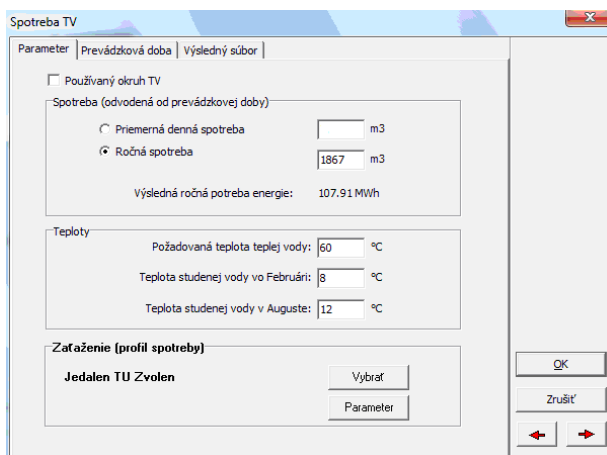 Spotreba TV
Parameter Prevádzková doba Výsledný súbor
Používaný okruh TV
Spotreba (odvodená od prevádzkovej doby)
Priemerná denná spotreba m3
Ročná spotreba 1867 m3
Výsledná ročná potreba energie: 107.91 MWh
Teploty
Požadovaná teplota teplej vody: 60 ºC
Teplota studenej vody vo Februári: 8 ºC
Teplota studenej vody v Auguste: 12 ºC
Zaťaženie (profil spotreby)
Jedalen TU Zvolen Vybrať
Parameter
OK
Zrušiť